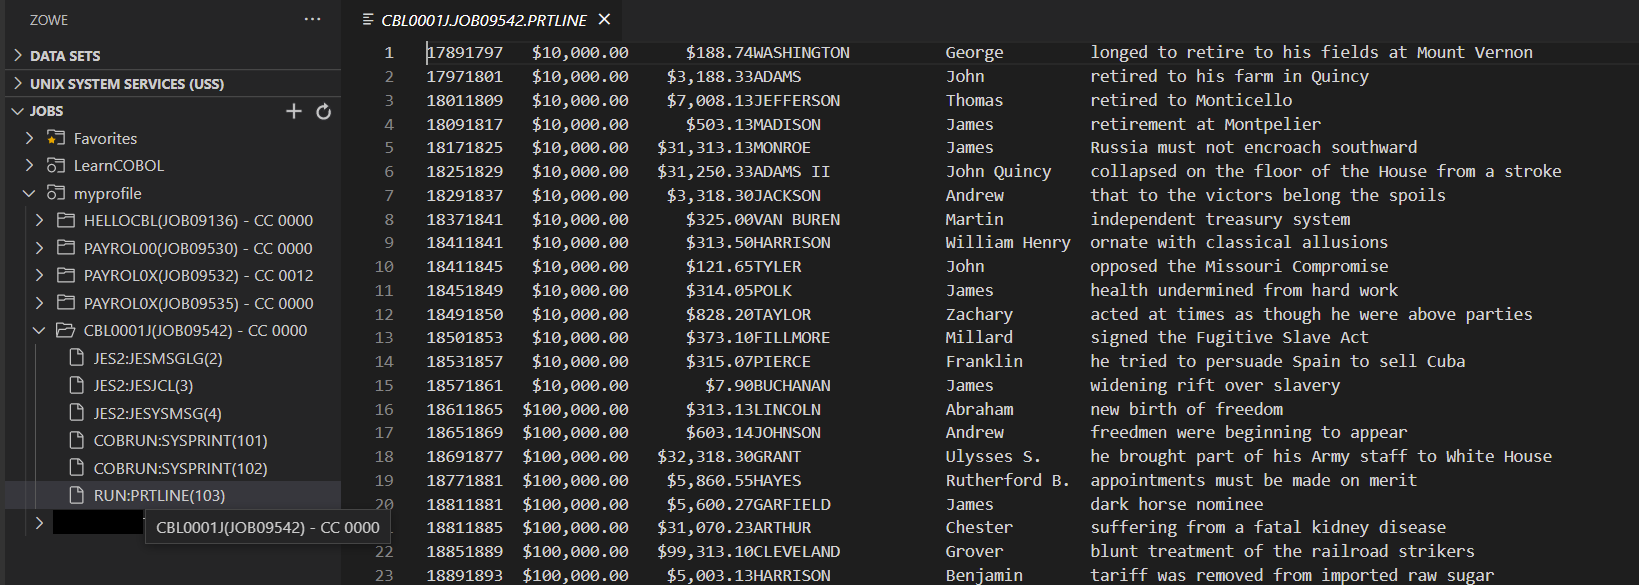 ZOWE
DATA SETS
UNIX SYSTEM SERVICES (USS)
JOBS
Favorites
LearnCOBOL
myprofile
HELLOCBL(JOB09136) - CC 0000
PAYROL00(JOB09530) - CC 0000
PAYROL0X(JOB09532) - CC 0012
PAYROL0X(JOB09535) - CC 0000
CBL0001J(JOB09542) - CC 0000
JES2:JESMSGLG(2)
JES2:JESJCL(3)
JES2:JESYSMSG(4)
COBRUN:SYSPRINT(101)
COBRUN:SYSPRINT(102)
RUN:PRTLINE(103)
CBL0001J(JOB09542) - CC 0000
CBL0001J.JOB09542.PRTLINE
1 17891797 $10,000.00 $188.74WASHINGTON George longed to retire to his fields at Mount Vernon
2 17971801 $10,000.00 $3,188.33ADAMS John retired to his farm in Quincy
3 18011809 $10,000.00 $7,008.13JEFFERSON Thomas retired to Monticello
4 18091817 $10,000.00 $503.13MADISON James retirement at Montpelier
5 18171825 $10,000.00 $31,313.13MONROE James Russia must not encroach southward
6 18251829 $10,000.00 $31,250.33ADAMS II John Quincy collapsed on the floor of the House from a stroke
7 18291837 $10,000.00 $3,318.30JACKSON Andrew that to the victors belong the spoils
8 18371841 $10,000.00 $325.00VAN BUREN Martin independent treasury system
9 18411841 $10,000.00 $313.50HARRISON William Henry ornate with classical allusions
10 18411845 $10,000.00 $121.65TYLER John opposed the Missouri Compromise
11 18451849 $10,000.00 $314.05POLK James health undermined from hard work
12 18491850 $10,000.00 $828.20TAYLOR Zachary acted at times as though he were above parties
13 18501853 $10,000.00 $373.10FILLMORE Millard signed the Fugitive Slave Act
14 18531857 $10,000.00 $315.07PIERCE Franklin he tried to persuade Spain to sell Cuba
15 18571861 $10,000.00 $7.90BUCHANAN James widening rift over slavery
16 18611865 $100,000.00 $313.13LINCOLN Abraham new birth of freedom
17 18651869 $100,000.00 $603.14JOHNSON Andrew freedmen were beginning to appear
18 18691877 $100,000.00 $32,318.30GRANT Ulysses S. he brought part of his Army staff to White House
19 18771881 $100,000.00 $5,860.55HAYES Rutherford B. appointments must be made on merit
20 18811881 $100,000.00 $5,600.27GARFIELD James dark horse nominee
18811885 $100,000.00 $31,070.23ARTHUR Chester suffering from a fatal kidney disease
22 18851889 $100,000.00 $99,313.10CLEVELAND Grover blunt treatment of the railroad strikers
23 18891893 $100,000.00 $5,003.13HARRISON Benjamin tariff was removed from imported raw sugar